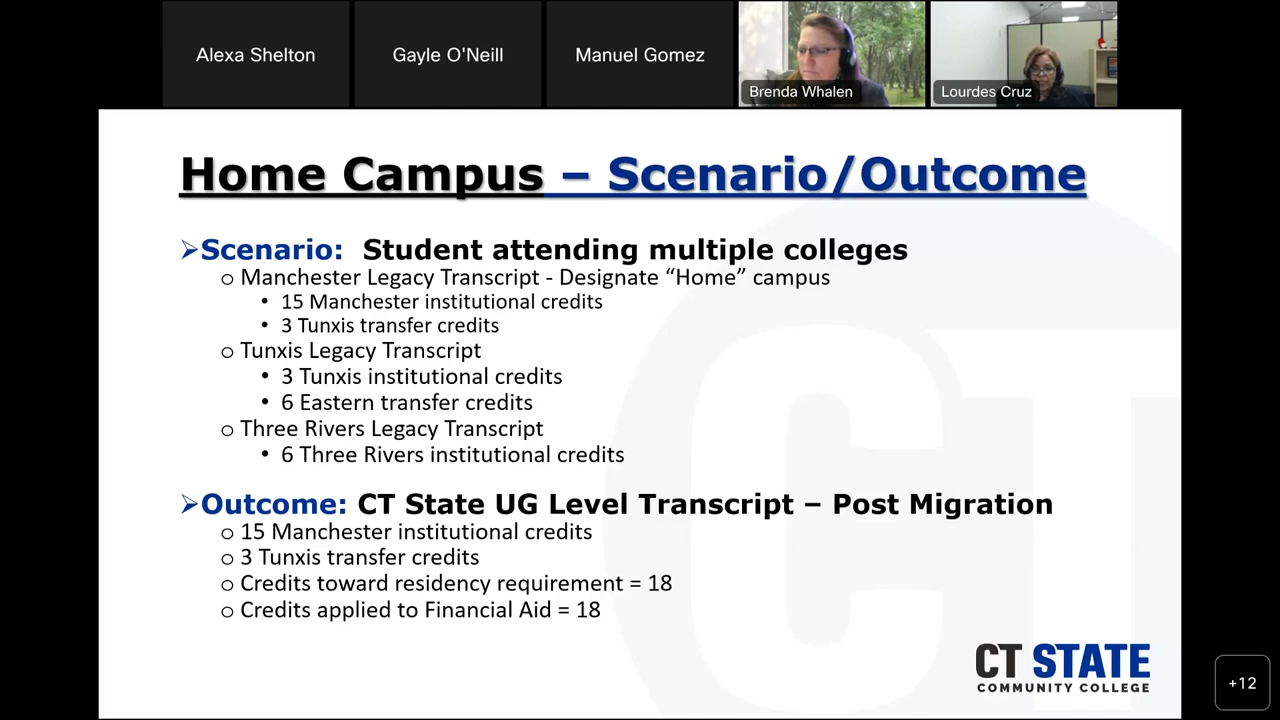 Alexa Shelton
Gayle O'Neill
Manuel Gomez
Brenda Whalen
Lourdes Cruz
Home Campus – Scenario/Outcome
➢Scenario: Student attending multiple colleges
o Manchester Legacy Transcript - Designate “Home” campus
• 15 Manchester institutional credits
• 3 Tunxis transfer credits
o Tunxis Legacy Transcript
• 3 Tunxis institutional credits
• 6 Eastern transfer credits
o Three Rivers Legacy Transcript
• 6 Three Rivers institutional credits
➢Outcome: CT State UG Level Transcript – Post Migration
o 15 Manchester institutional credits
o 3 Tunxis transfer credits
o Credits toward residency requirement = 18
o Credits applied to Financial Aid = 18
CT
CT STATE
COMMUNITY COLLEGE
+12